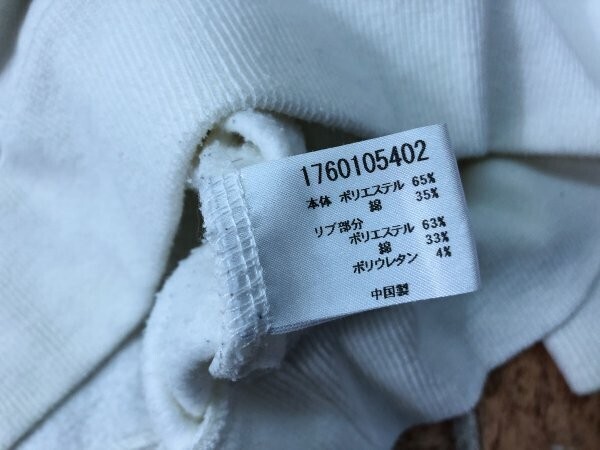 1760105402
本体 ポリエステル 65%
綿 35%
リブ部分
ポリエステル 63%
綿 33%
ポリウレタン 4%
中国製